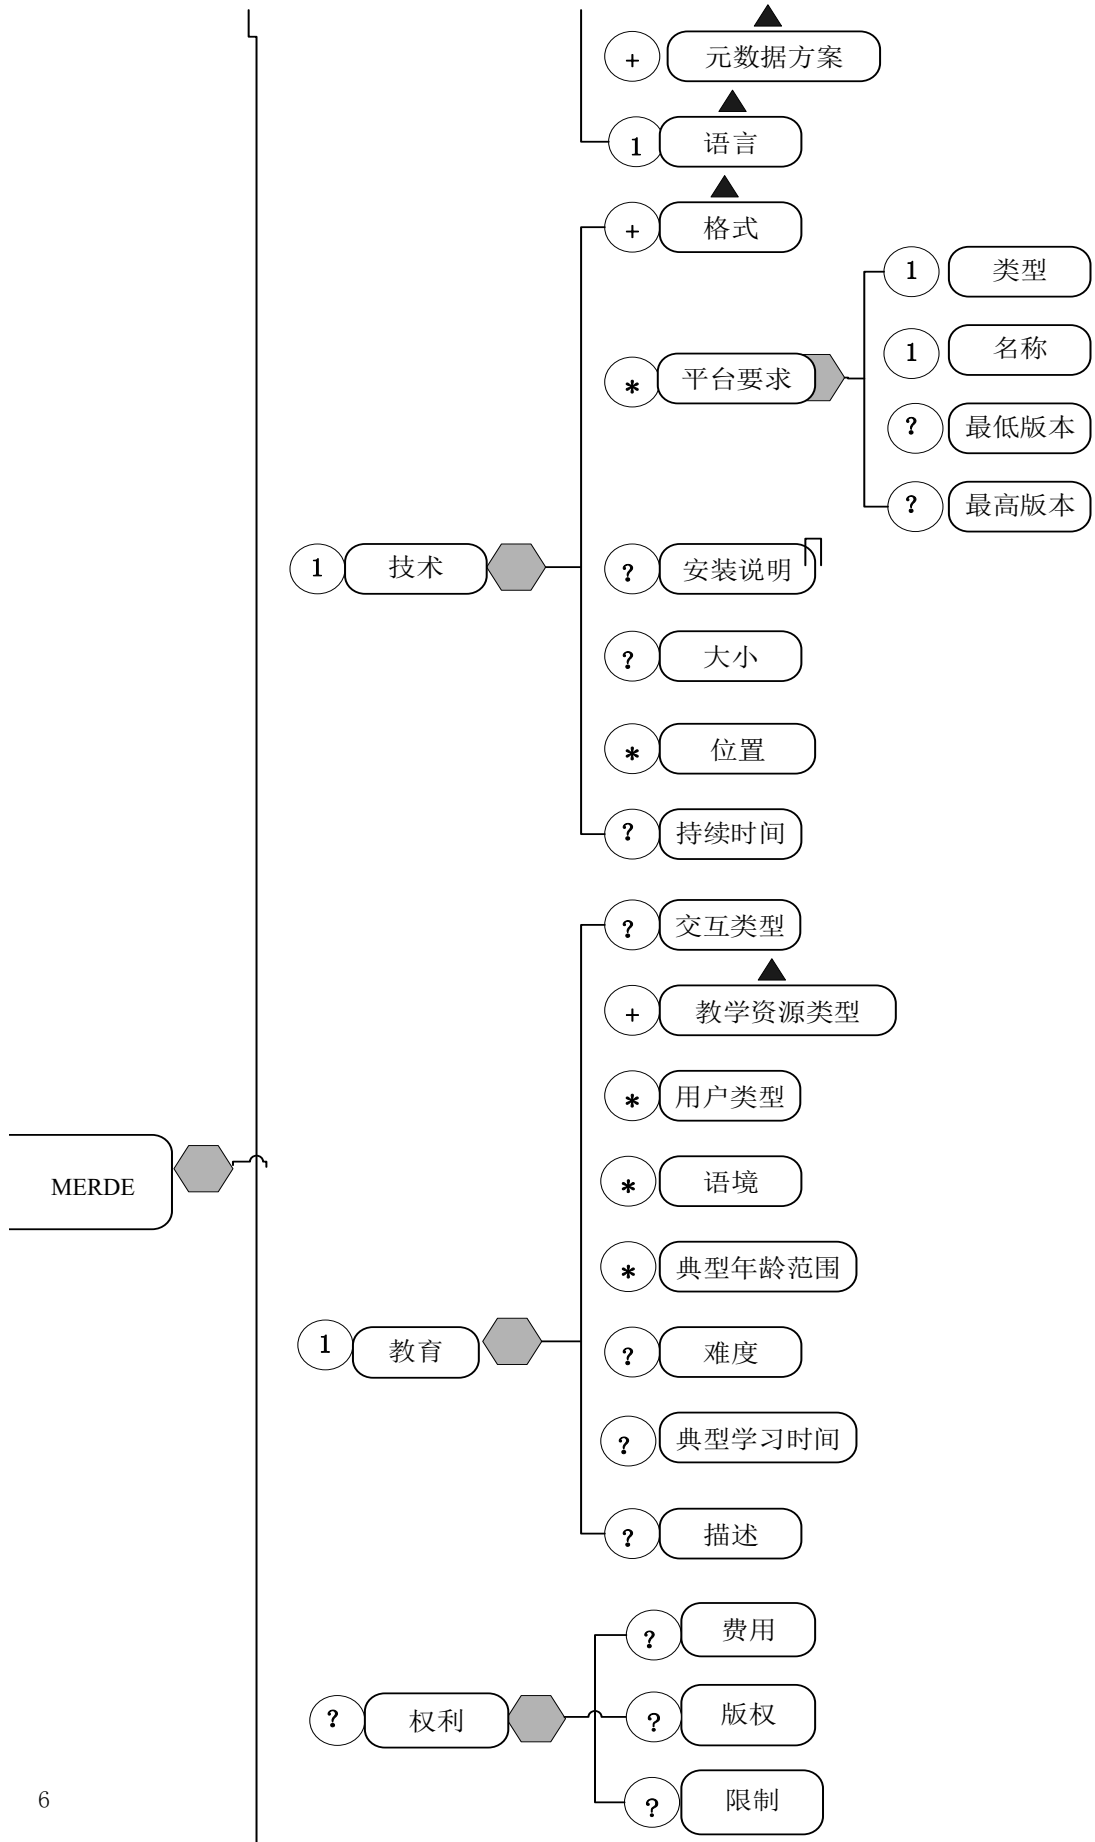 + 元数据方案
1 语言
+ 格式
1 类型
1 名称
* 平台要求
? 最低版本
? 最高版本
1 技术
? 安装说明
? 大小
* 位置
? 持续时间
? 交互类型
+ 教学资源类型
* 用户类型
MERDE
* 语境
* 典型年龄范围
1 教育
? 难度
? 典型学习时间
? 描述
? 费用
? 权利
? 版权
? 限制
6